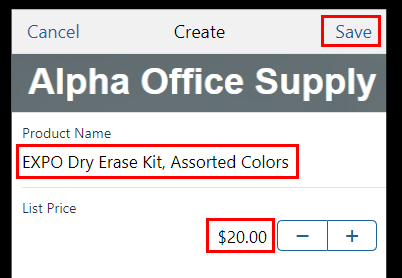 Cancel Create Save
Alpha Office Supply
Product Name
EXPO Dry Erase Kit, Assorted Colors
List Price
$20.00 − +